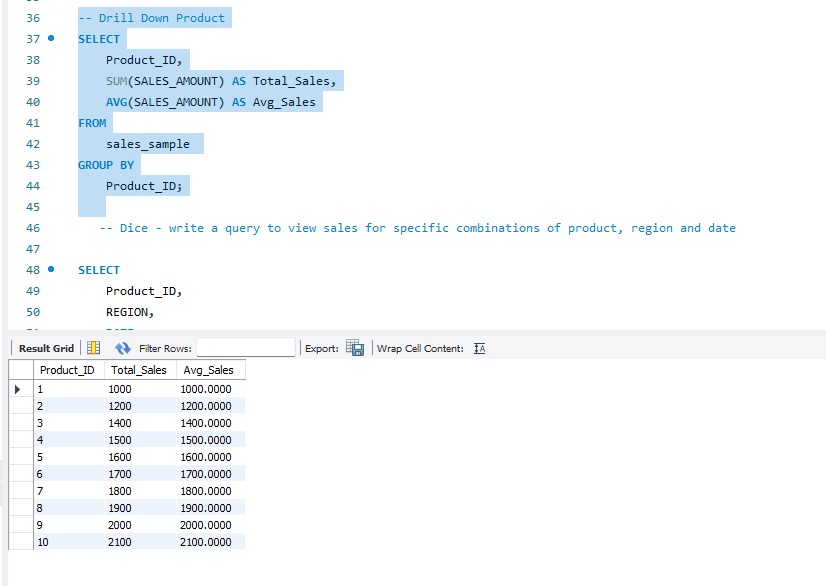 36 -- Drill Down Product
37 SELECT
38 Product_ID,
39 SUM(SALES_AMOUNT) AS Total_Sales,
40 AVG(SALES_AMOUNT) AS Avg_Sales
41 FROM
42 sales_sample
43 GROUP BY
44 Product_ID;
45
46 -- Dice - write a query to view sales for specific combinations of product, region and date
47
48 SELECT
49 Product_ID,
50 REGION,
Result Grid Filter Rows: Export: Wrap Cell Content:
Product_ID Total_Sales Avg_Sales
1 1000 1000.0000
2 1200 1200.0000
3 1400 1400.0000
4 1500 1500.0000
5 1600 1600.0000
6 1700 1700.0000
7 1800 1800.0000
8 1900 1900.0000
9 2000 2000.0000
10 2100 2100.0000